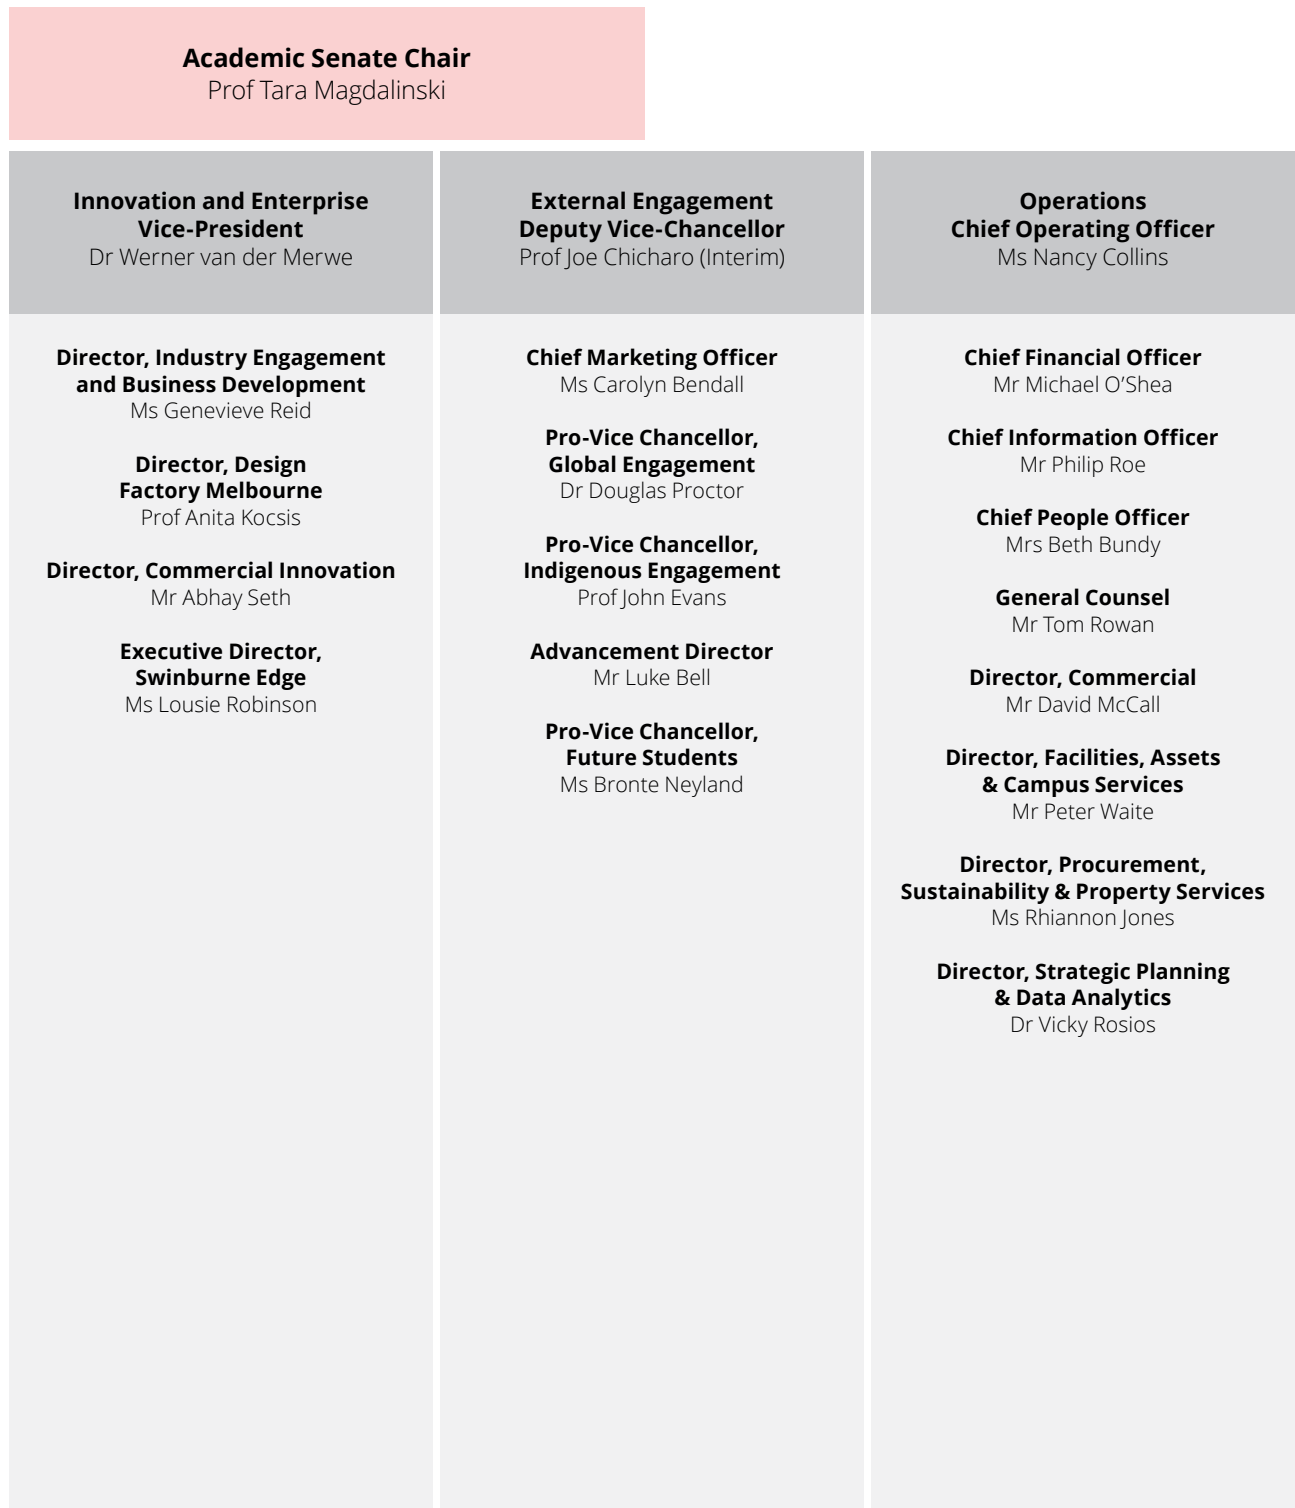 Academic Senate Chair
Prof Tara Magdalinski
Innovation and Enterprise
Vice-President
Dr Werner van der Merwe
Director, Industry Engagement
and Business Development
Ms Genevieve Reid
Director, Design
Factory Melbourne
Prof Anita Kocsis
Director, Commercial Innovation
Mr Abhay Seth
Executive Director,
Swinburne Edge
Ms Lousie Robinson
External Engagement
Deputy Vice-Chancellor
Prof Joe Chicharo (Interim)
Chief Marketing Officer
Ms Carolyn Bendall
Pro-Vice Chancellor,
Global Engagement
Dr Douglas Proctor
Pro-Vice Chancellor,
Indigenous Engagement
Prof John Evans
Advancement Director
Mr Luke Bell
Pro-Vice Chancellor,
Future Students
Ms Bronte Neyland
Operations
Chief Operating Officer
Ms Nancy Collins
Chief Financial Officer
Mr Michael O’Shea
Chief Information Officer
Mr Philip Roe
Chief People Officer
Mrs Beth Bundy
General Counsel
Mr Tom Rowan
Director, Commercial
Mr David McCall
Director, Facilities, Assets
& Campus Services
Mr Peter Waite
Director, Procurement,
Sustainability & Property Services
Ms Rhiannon Jones
Director, Strategic Planning
& Data Analytics
Dr Vicky Rosios